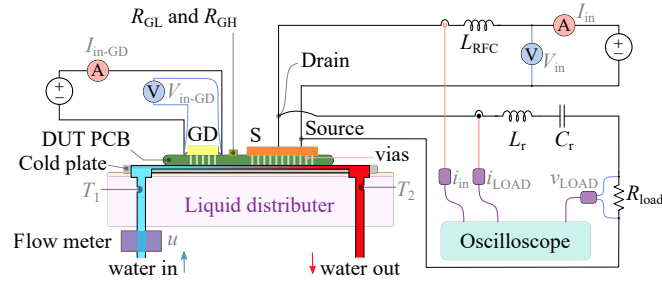 R_GL and R_GH
I_in-GD
A
V
V_in-GD
GD
S
Drain
Source
DUT PCB
Cold plate
vias
T_1
T_2
Liquid distributer
Flow meter
u
water in
water out
L_RFC
I_in
A
V
V_in
L_r
C_r
i_in
i_LOAD
v_LOAD
R_load
Oscilloscope